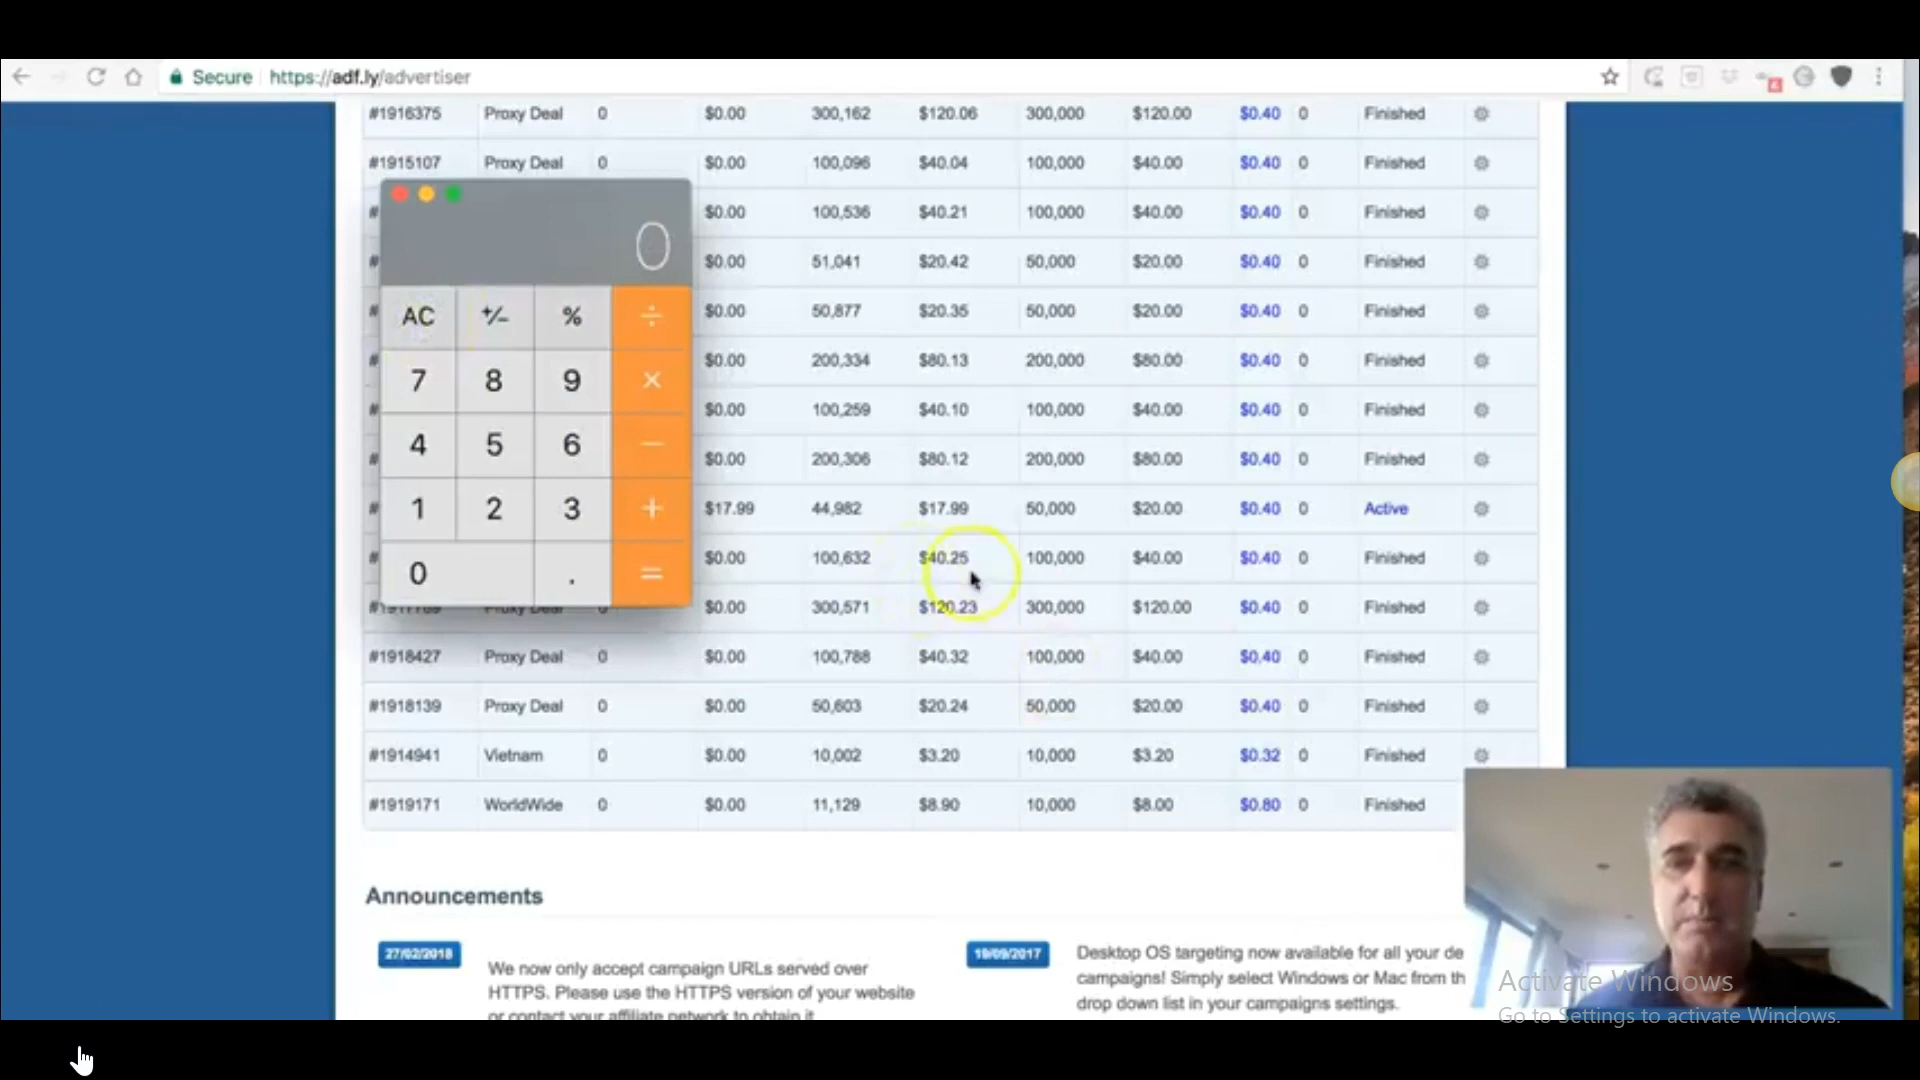 Secure https://adf.ly/advertiser
#1916375 Proxy Deal 0 $0.00 300,162 $120.06 300,000 $120.00 $0.40 0 Finished
#1915107 Proxy Deal 0 $0.00 100,096 $40.04 100,000 $40.00 $0.40 0 Finished
# $0.00 100,536 $40.21 100,000 $40.00 $0.40 0 Finished
# $0.00 51,041 $20.42 50,000 $20.00 $0.40 0 Finished
# $0.00 50,877 $20.35 50,000 $20.00 $0.40 0 Finished
# $0.00 200,334 $80.13 200,000 $80.00 $0.40 0 Finished
# $0.00 100,259 $40.10 100,000 $40.00 $0.40 0 Finished
# $0.00 200,306 $80.12 200,000 $80.00 $0.40 0 Finished
# $17.99 44,982 $17.99 50,000 $20.00 $0.40 0 Active
# $0.00 100,632 $40.25 100,000 $40.00 $0.40 0 Finished
Proxy Deal 0 $0.00 300,571 $120.23 300,000 $120.00 $0.40 0 Finished
#1918427 Proxy Deal 0 $0.00 100,788 $40.32 100,000 $40.00 $0.40 0 Finished
#1918139 Proxy Deal 0 $0.00 50,603 $20.24 50,000 $20.00 $0.40 0 Finished
#1914941 Vietnam 0 $0.00 10,002 $3.20 10,000 $3.20 $0.32 0 Finished
#1919171 WorldWide 0 $0.00 11,129 $8.90 10,000 $8.00 $0.80 0 Finished
0
AC +/- % ÷
7 8 9 ×
4 5 6 −
1 2 3 +
0 . =
Announcements
27/02/2018
We now only accept campaign URLs served over
HTTPS. Please use the HTTPS version of your website
or contact your affiliate network to obtain it
18/09/2017
Desktop OS targeting now available for all your de
campaigns! Simply select Windows or Mac from th
drop down list in your campaigns settings.
Activate Windows
Go to Settings to activate Windows.